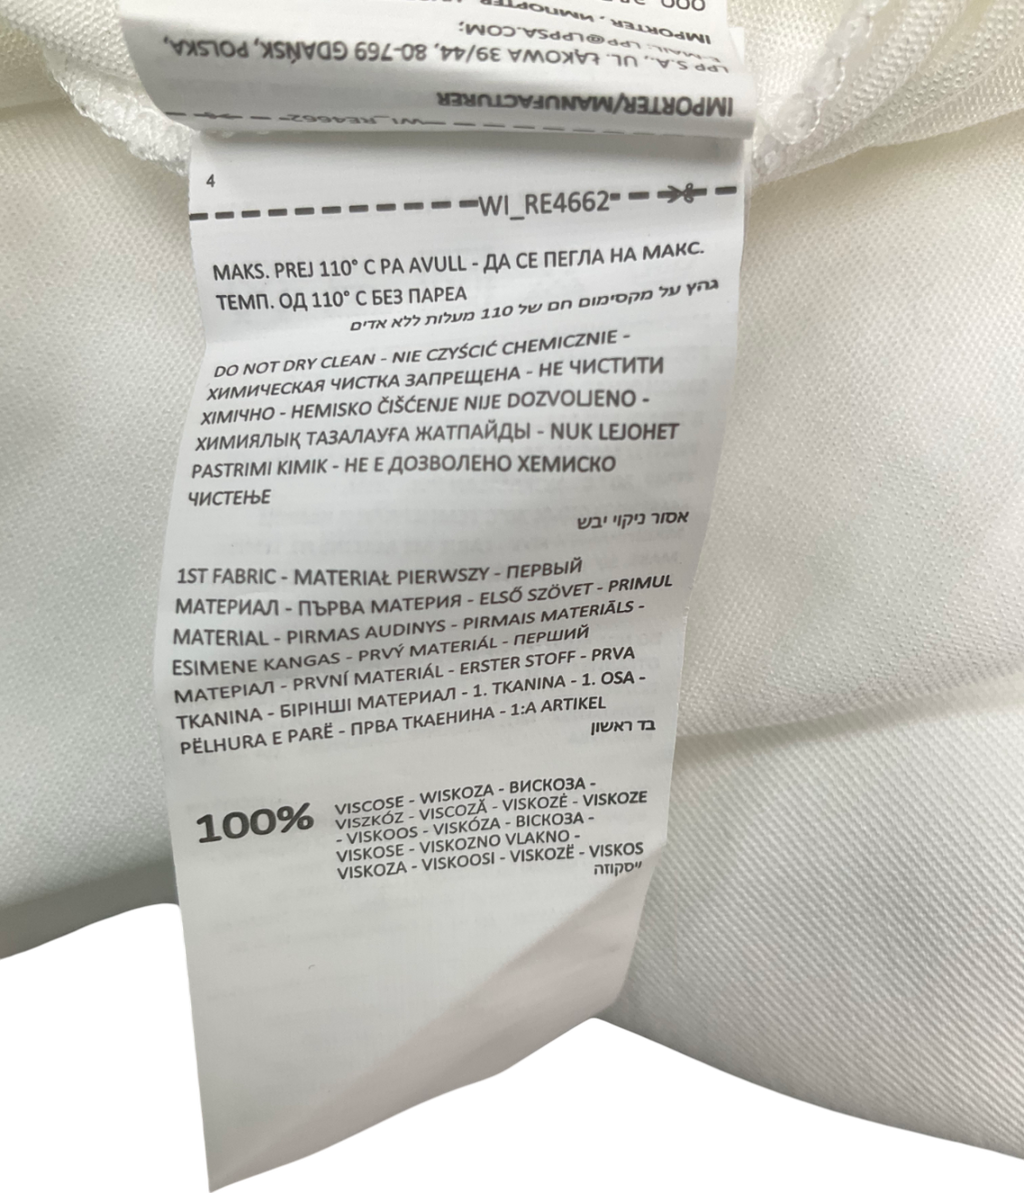 IMPORTER/MANUFACTURER
LPP S.A., UL. ŁĄKOWA 39/44, 80-769 GDAŃSK, POLSKA,
LPP@LPPSA.COM;
IMPORTER
WI_RE4662
4
WI_RE4662
MAKS. PREJ 110° C PA AVULL - ДА СЕ ПЕГЛА НА МАКС.
ТЕМП. ОД 110° C БЕЗ ПАРЕА
גהץ על מקסימום חם של 110 מעלות ללא אדים
DO NOT DRY CLEAN - NIE CZYŚCIĆ CHEMICZNIE -
ХИМИЧЕСКАЯ ЧИСТКА ЗАПРЕЩЕНА - НЕ ЧИСТИТИ
ХІМІЧНО - HEMISKO ČIŠĆENJE NIJE DOZVOLJENO -
ХИМИЯЛЫҚ ТАЗАЛАУҒА ЖАТПАЙДЫ - NUK LEJOHET
PASTRIMI KIMIK - НЕ Е ДОЗВОЛЕНО ХЕМИСКО
ЧИСТЕЊЕ
אסור ניקוי יבש
1ST FABRIC - MATERIAŁ PIERWSZY - ПЕРВЫЙ
МАТЕРИАЛ - ПЪРВА МАТЕРИЯ - ELSŐ SZÖVET - PRIMUL
MATERIAL - PIRMAS AUDINYS - PIRMAIS MATERIĀLS -
ESIMENE KANGAS - PRVÝ MATERIÁL - ПЕРШИЙ
МАТЕРІАЛ - PRVNÍ MATERIÁL - ERSTER STOFF - PRVA
TKANINA - БІРІНШІ МАТЕРИАЛ - 1. TKANINA - 1. OSA -
PËLHURA E PARË - ПРВА ТКАЕНИНА - 1:A ARTIKEL
בד ראשון
100%
VISCOSE - WISKOZA - ВИСКОЗА -
VISZKÓZ - VISCOZĂ - VISKOZĖ - VISKOZE
- VISKOOS - VISKÓZA - ВІСКОЗА -
VISKOSE - VISKOZNO VLAKNO -
VISKOZA - VISKOOSI - VISKOZË - VISKOS
ויסקוזה